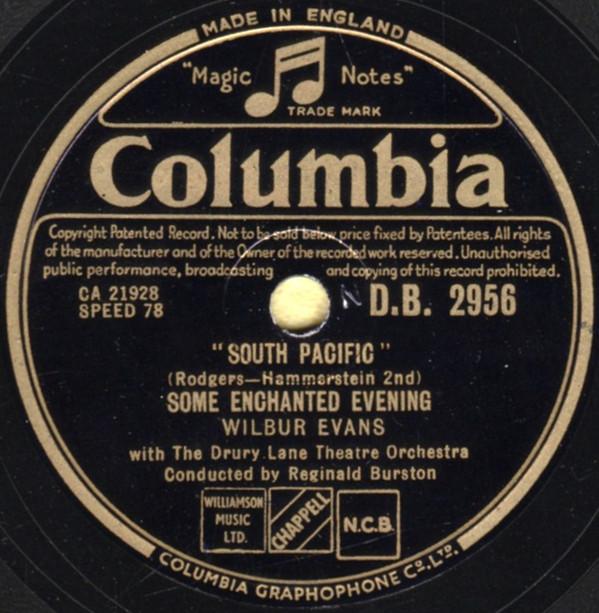 MADE IN ENGLAND
"Magic Notes"
TRADE MARK
Columbia
Copyright Patented Record. Not to be sold below price fixed by Patentees. All rights
of the manufacturer and of the Owner of the recorded work reserved. Unauthorised
public performance, broadcasting and copying of this record prohibited.
CA 21928
SPEED 78
N
D.B. 2956
"SOUTH PACIFIC"
(Rodgers—Hammerstein 2nd)
SOME ENCHANTED EVENING
WILBUR EVANS
with The Drury Lane Theatre Orchestra
Conducted by Reginald Burston
WILLIAMSON
MUSIC
LTD.
CHAPPELL
N.C.B.
COLUMBIA GRAPHOPHONE Co. LTD.